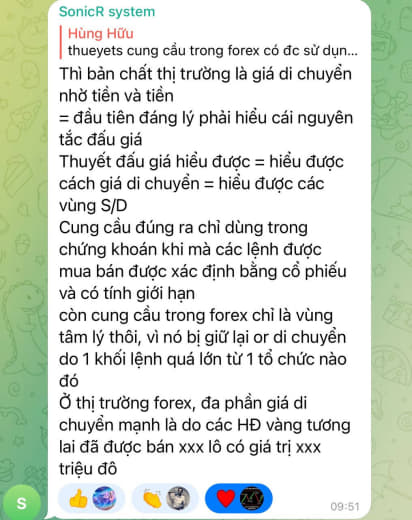 SonicR system
Hùng Hữu
thueyets cung cầu trong forex có đc sử dụn...
Thì bản chất thị trường là giá di chuyển
nhờ tiền và tiền
= đầu tiên đáng lý phải hiểu cái nguyên
tắc đấu giá
Thuyết đấu giá hiểu được = hiểu được
cách giá di chuyển = hiểu được các
vùng S/D
Cung cầu đúng ra chỉ dùng trong
chứng khoán khi mà các lệnh được
mua bán được xác định bằng cổ phiếu
và có tính giới hạn
còn cung cầu trong forex chỉ là vùng
tâm lý thôi, vì nó bị giữ lại or di chuyển
do 1 khối lệnh quá lớn từ 1 tổ chức nào
đó
Ở thị trường forex, đa phần giá di
chuyển mạnh là do các HĐ vàng tương
lai đã được bán xxx lô có giá trị xxx
triệu đô
S
09:51